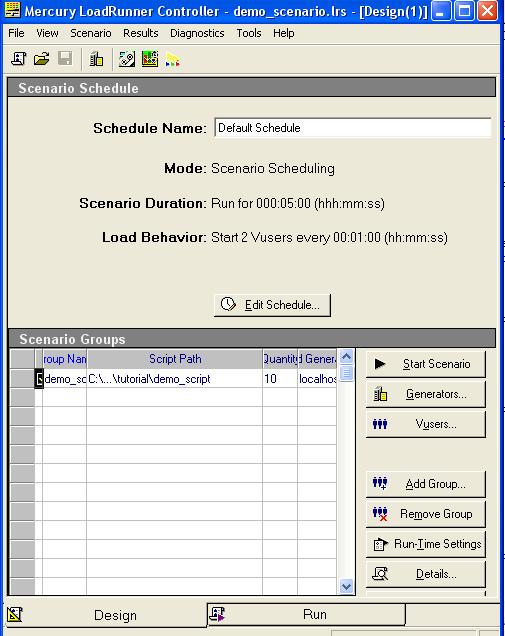 Mercury LoadRunner Controller - demo_scenario.lrs - [Design(1)]
File View Scenario Results Diagnostics Tools Help
Scenario Schedule
Schedule Name: Default Schedule
Mode: Scenario Scheduling
Scenario Duration: Run for 000:05:00 (hhh:mm:ss)
Load Behavior: Start 2 Vusers every 00:01:00 (hh:mm:ss)
Edit Schedule...
Scenario Groups
roup Nan Script Path Quantity d Genera
demo_sc C:\...\tutorial\demo_script 10 localhos
Start Scenario
Generators...
Vusers...
Add Group...
Remove Group
Run-Time Settings
Details...
Design Run